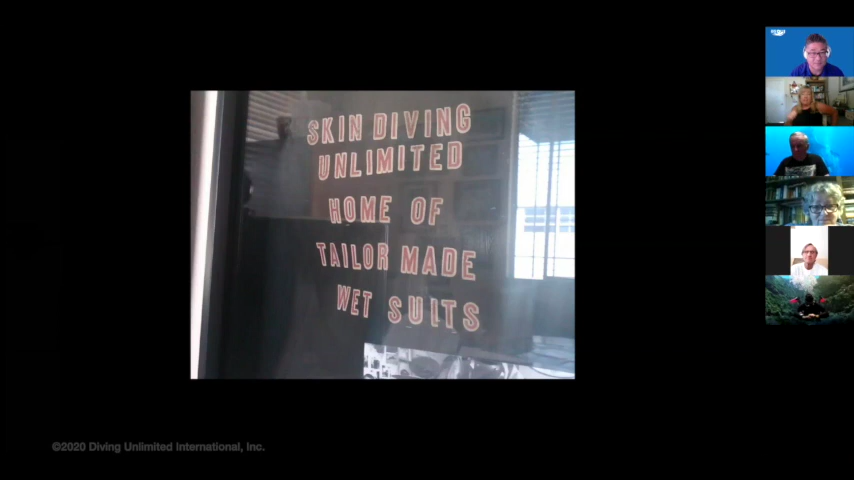 SKIN DIVING
UNLIMITED
HOME OF
TAILOR MADE
WET SUITS
©2020 Diving Unlimited International, Inc.